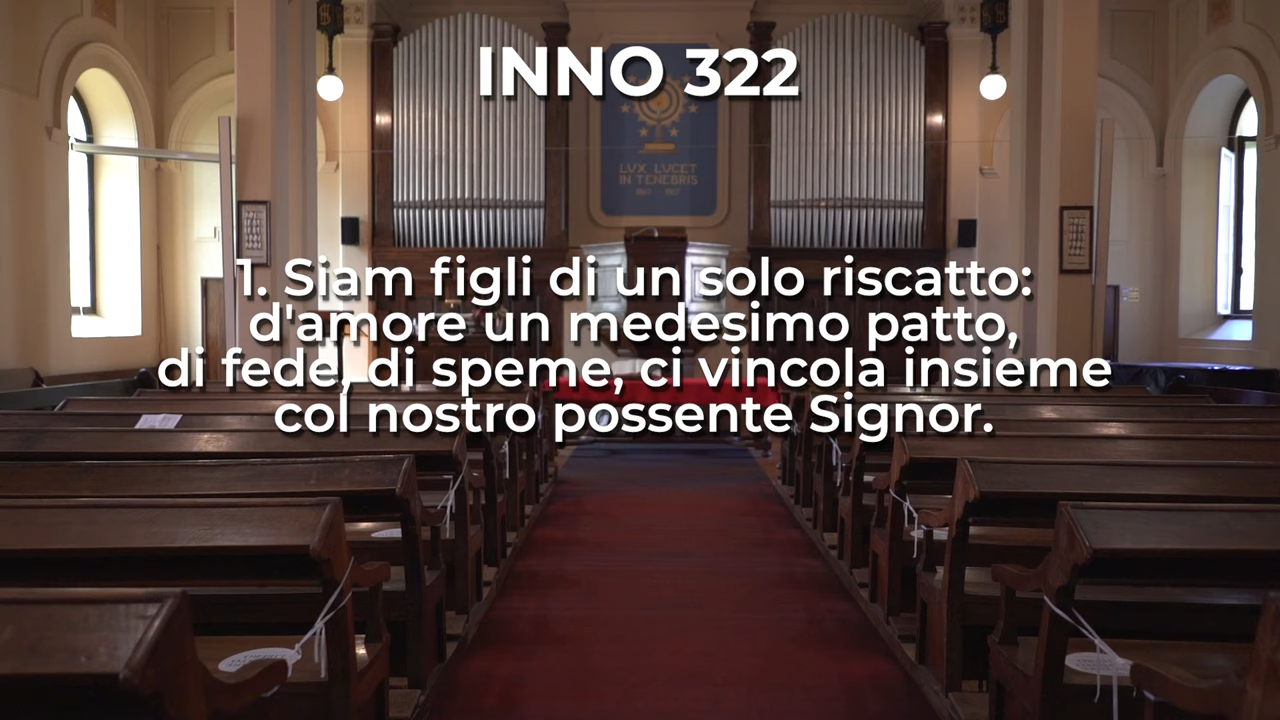 INNO 322
LVX LVCET
IN TENEBRIS
1. Siam figli di un solo riscatto:
d'amore un medesimo patto,
di fede, di speme, ci vincola insieme
col nostro possente Signor.